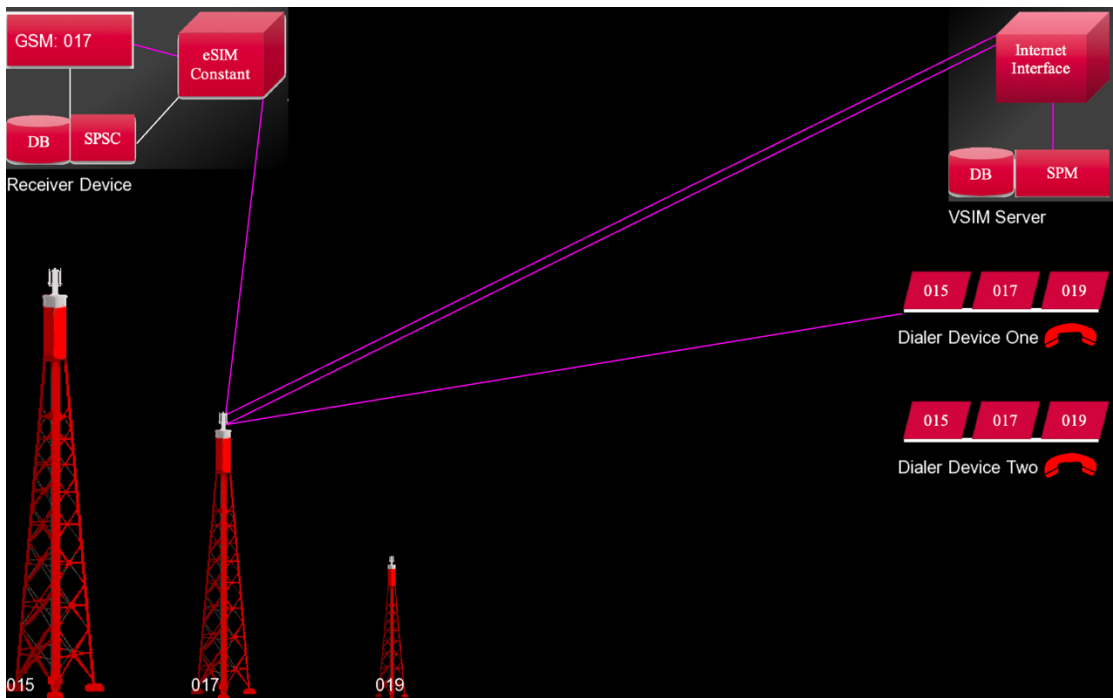 GSM: 017
eSIM
Constant
DB
SPSC
Receiver Device
Internet
Interface
DB
SPM
VSIM Server
015 017 019
Dialer Device One
015 017 019
Dialer Device Two
015
017
019